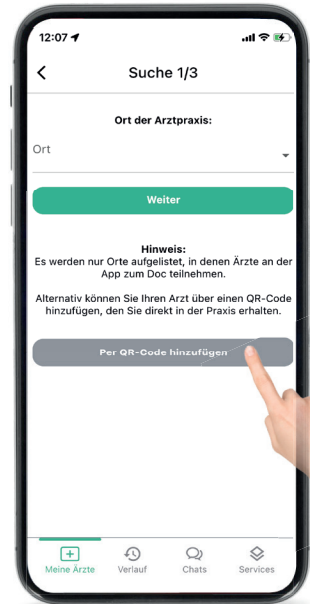 12:07
Suche 1/3
Ort der Arztpraxis:
Ort
Weiter
Hinweis:
Es werden nur Orte aufgelistet, in denen Ärzte an der
App zum Doc teilnehmen.
Alternativ können Sie Ihren Arzt über einen QR-Code
hinzufügen, den Sie direkt in der Praxis erhalten.
Per QR-Code hinzufügen
Meine Ärzte Verlauf Chats Services